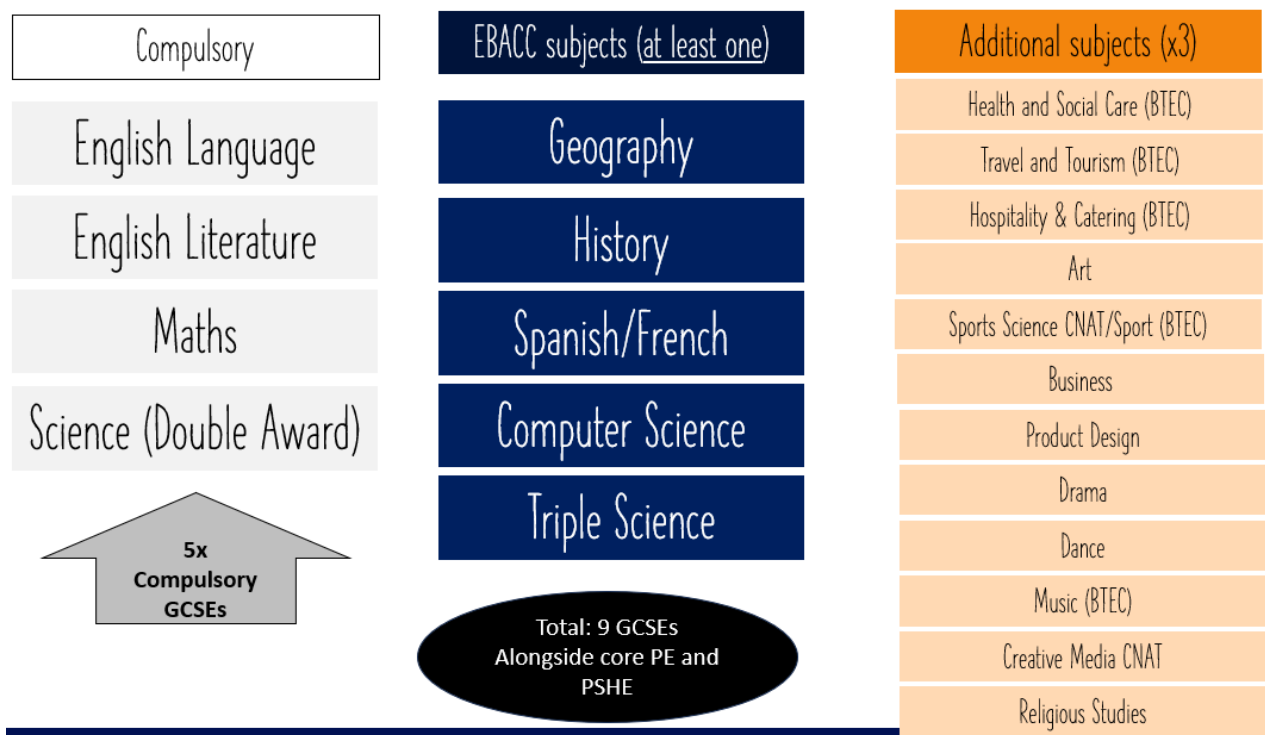 Compulsory
English Language
English Literature
Maths
Science (Double Award)
5x
Compulsory
GCSEs
EBACC subjects (at least one)
Geography
History
Spanish/French
Computer Science
Triple Science
Total: 9 GCSEs
Alongside core PE and
PSHE
Additional subjects (x3)
Health and Social Care (BTEC)
Travel and Tourism (BTEC)
Hospitality & Catering (BTEC)
Art
Sports Science CNAT/Sport (BTEC)
Business
Product Design
Drama
Dance
Music (BTEC)
Creative Media CNAT
Religious Studies